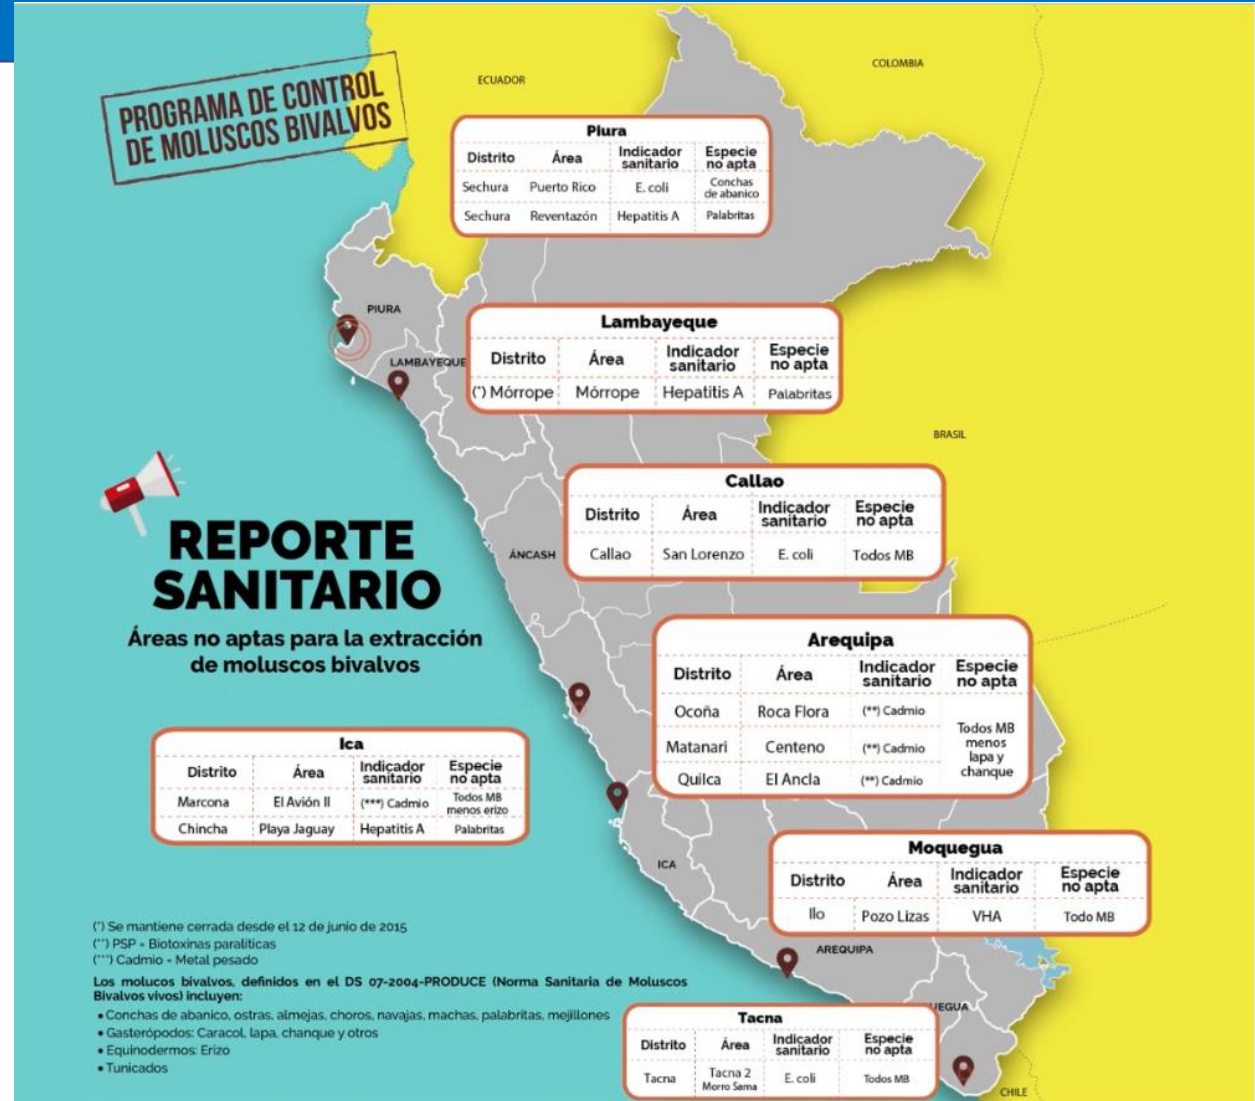 PROGRAMA DE CONTROL
DE MOLUSCOS BIVALVOS
ECUADOR
COLOMBIA
Piura
Distrito Área Indicador sanitario Especie no apta
Sechura Puerto Rico E. coli Conchas de abanico
Sechura Reventazón Hepatitis A Palabritas
PIURA
LAMBAYEQUE
Lambayeque
Distrito Área Indicador sanitario Especie no apta
(*) Mórrope Mórrope Hepatitis A Palabritas
BRASIL
Callao
Distrito Área Indicador sanitario Especie no apta
Callao San Lorenzo E. coli Todos MB
ÁNCASH
REPORTE
SANITARIO
Áreas no aptas para la extracción
de moluscos bivalvos
Arequipa
Distrito Área Indicador sanitario Especie no apta
Ocoña Roca Flora (**) Cadmio
Matanari Centeno (**) Cadmio
Quilca El Ancla (**) Cadmio
Todos MB
menos
lapa y
chanque
Ica
Distrito Área Indicador sanitario Especie no apta
Marcona El Avión II (***) Cadmio Todos MB menos erizo
Chincha Playa Jaguay Hepatitis A Palabritas
ICA
Moquegua
Distrito Área Indicador sanitario Especie no apta
Ilo Pozo Lizas VHA Todo MB
AREQUIPA
UEGUA
(*) Se mantiene cerrada desde el 12 de junio de 2015
(**) PSP = Biotoxinas paralíticas
(***) Cadmio = Metal pesado
Los molucos bivalvos, definidos en el DS 07-2004-PRODUCE (Norma Sanitaria de Moluscos
Bivalvos vivos) incluyen:
• Conchas de abanico, ostras, almejas, choros, navajas, machas, palabritas, mejillones
• Gasterópodos: Caracol, lapa, chanque y otros
• Equinodermos: Erizo
• Tunicados
Tacna
Distrito Área Indicador sanitario Especie no apta
Tacna Tacna 2 Morro Sama E. coli Todos MB
CHILE